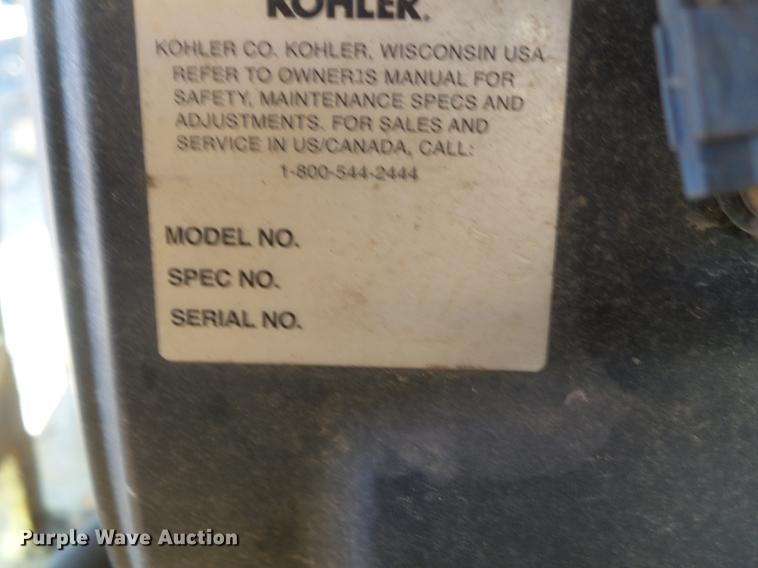 KOHLER.
KOHLER CO. KOHLER, WISCONSIN USA
REFER TO OWNER1S MANUAL FOR
SAFETY, MAINTENANCE SPECS AND
ADJUSTMENTS. FOR SALES AND
SERVICE IN US/CANADA, CALL:
1-800-544-2444
MODEL NO.
SPEC NO.
SERIAL NO.
Purple Wave Auction